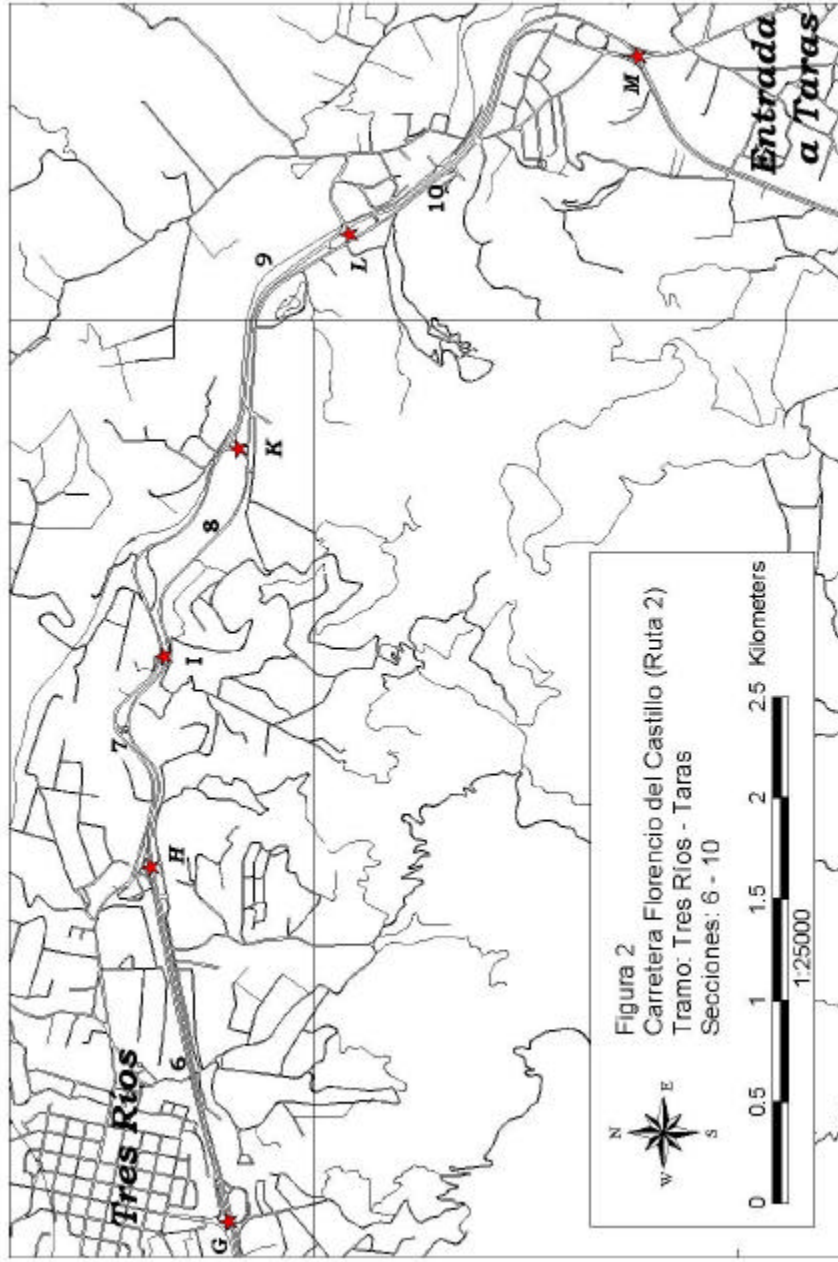 Tres Ríos
G
6
H
7
I
8
K
9
L
10
M
Entrada
a Taras
N
W E
S
Figura 2
Carretera Florencio del Castillo (Ruta 2)
Tramo: Tres Ríos - Taras
Secciones: 6 - 10
0 0.5 1 1.5 2 2.5 Kilometers
1:25000